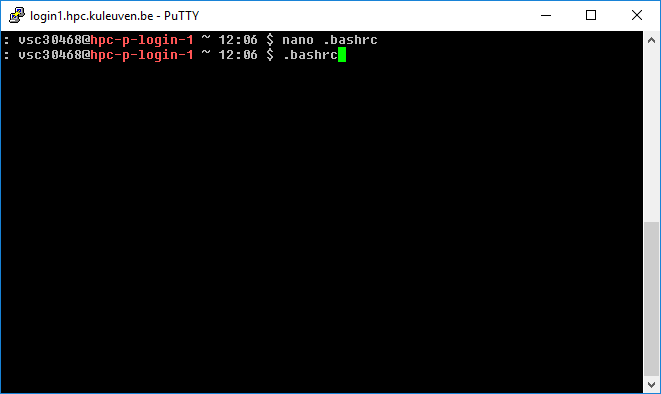 login1.hpc.kuleuven.be - PuTTY
: vsc30468@hpc-p-login-1 ~ 12:06 $ nano .bashrc
: vsc30468@hpc-p-login-1 ~ 12:06 $ .bashrc